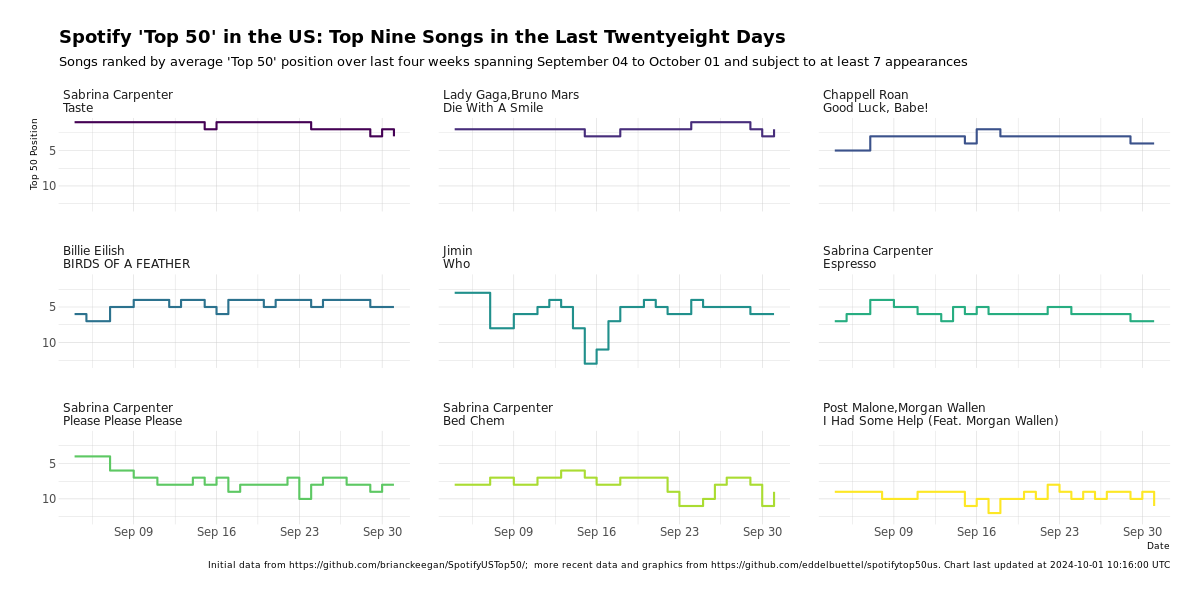 Spotify 'Top 50' in the US: Top Nine Songs in the Last Twentyeight Days
Songs ranked by average 'Top 50' position over last four weeks spanning September 04 to October 01 and subject to at least 7 appearances
Sabrina Carpenter
Taste
Lady Gaga,Bruno Mars
Die With A Smile
Chappell Roan
Good Luck, Babe!
Top 50 Position
5
10
Billie Eilish
BIRDS OF A FEATHER
Jimin
Who
Sabrina Carpenter
Espresso
5
10
Sabrina Carpenter
Please Please Please
Sabrina Carpenter
Bed Chem
Post Malone,Morgan Wallen
I Had Some Help (Feat. Morgan Wallen)
5
10
Sep 09 Sep 16 Sep 23 Sep 30
Sep 09 Sep 16 Sep 23 Sep 30
Sep 09 Sep 16 Sep 23 Sep 30
Date
Initial data from https://github.com/brianckeegan/SpotifyUSTop50/;  more recent data and graphics from https://github.com/eddelbuettel/spotifytop50us. Chart last updated at 2024-10-01 10:16:00 UTC